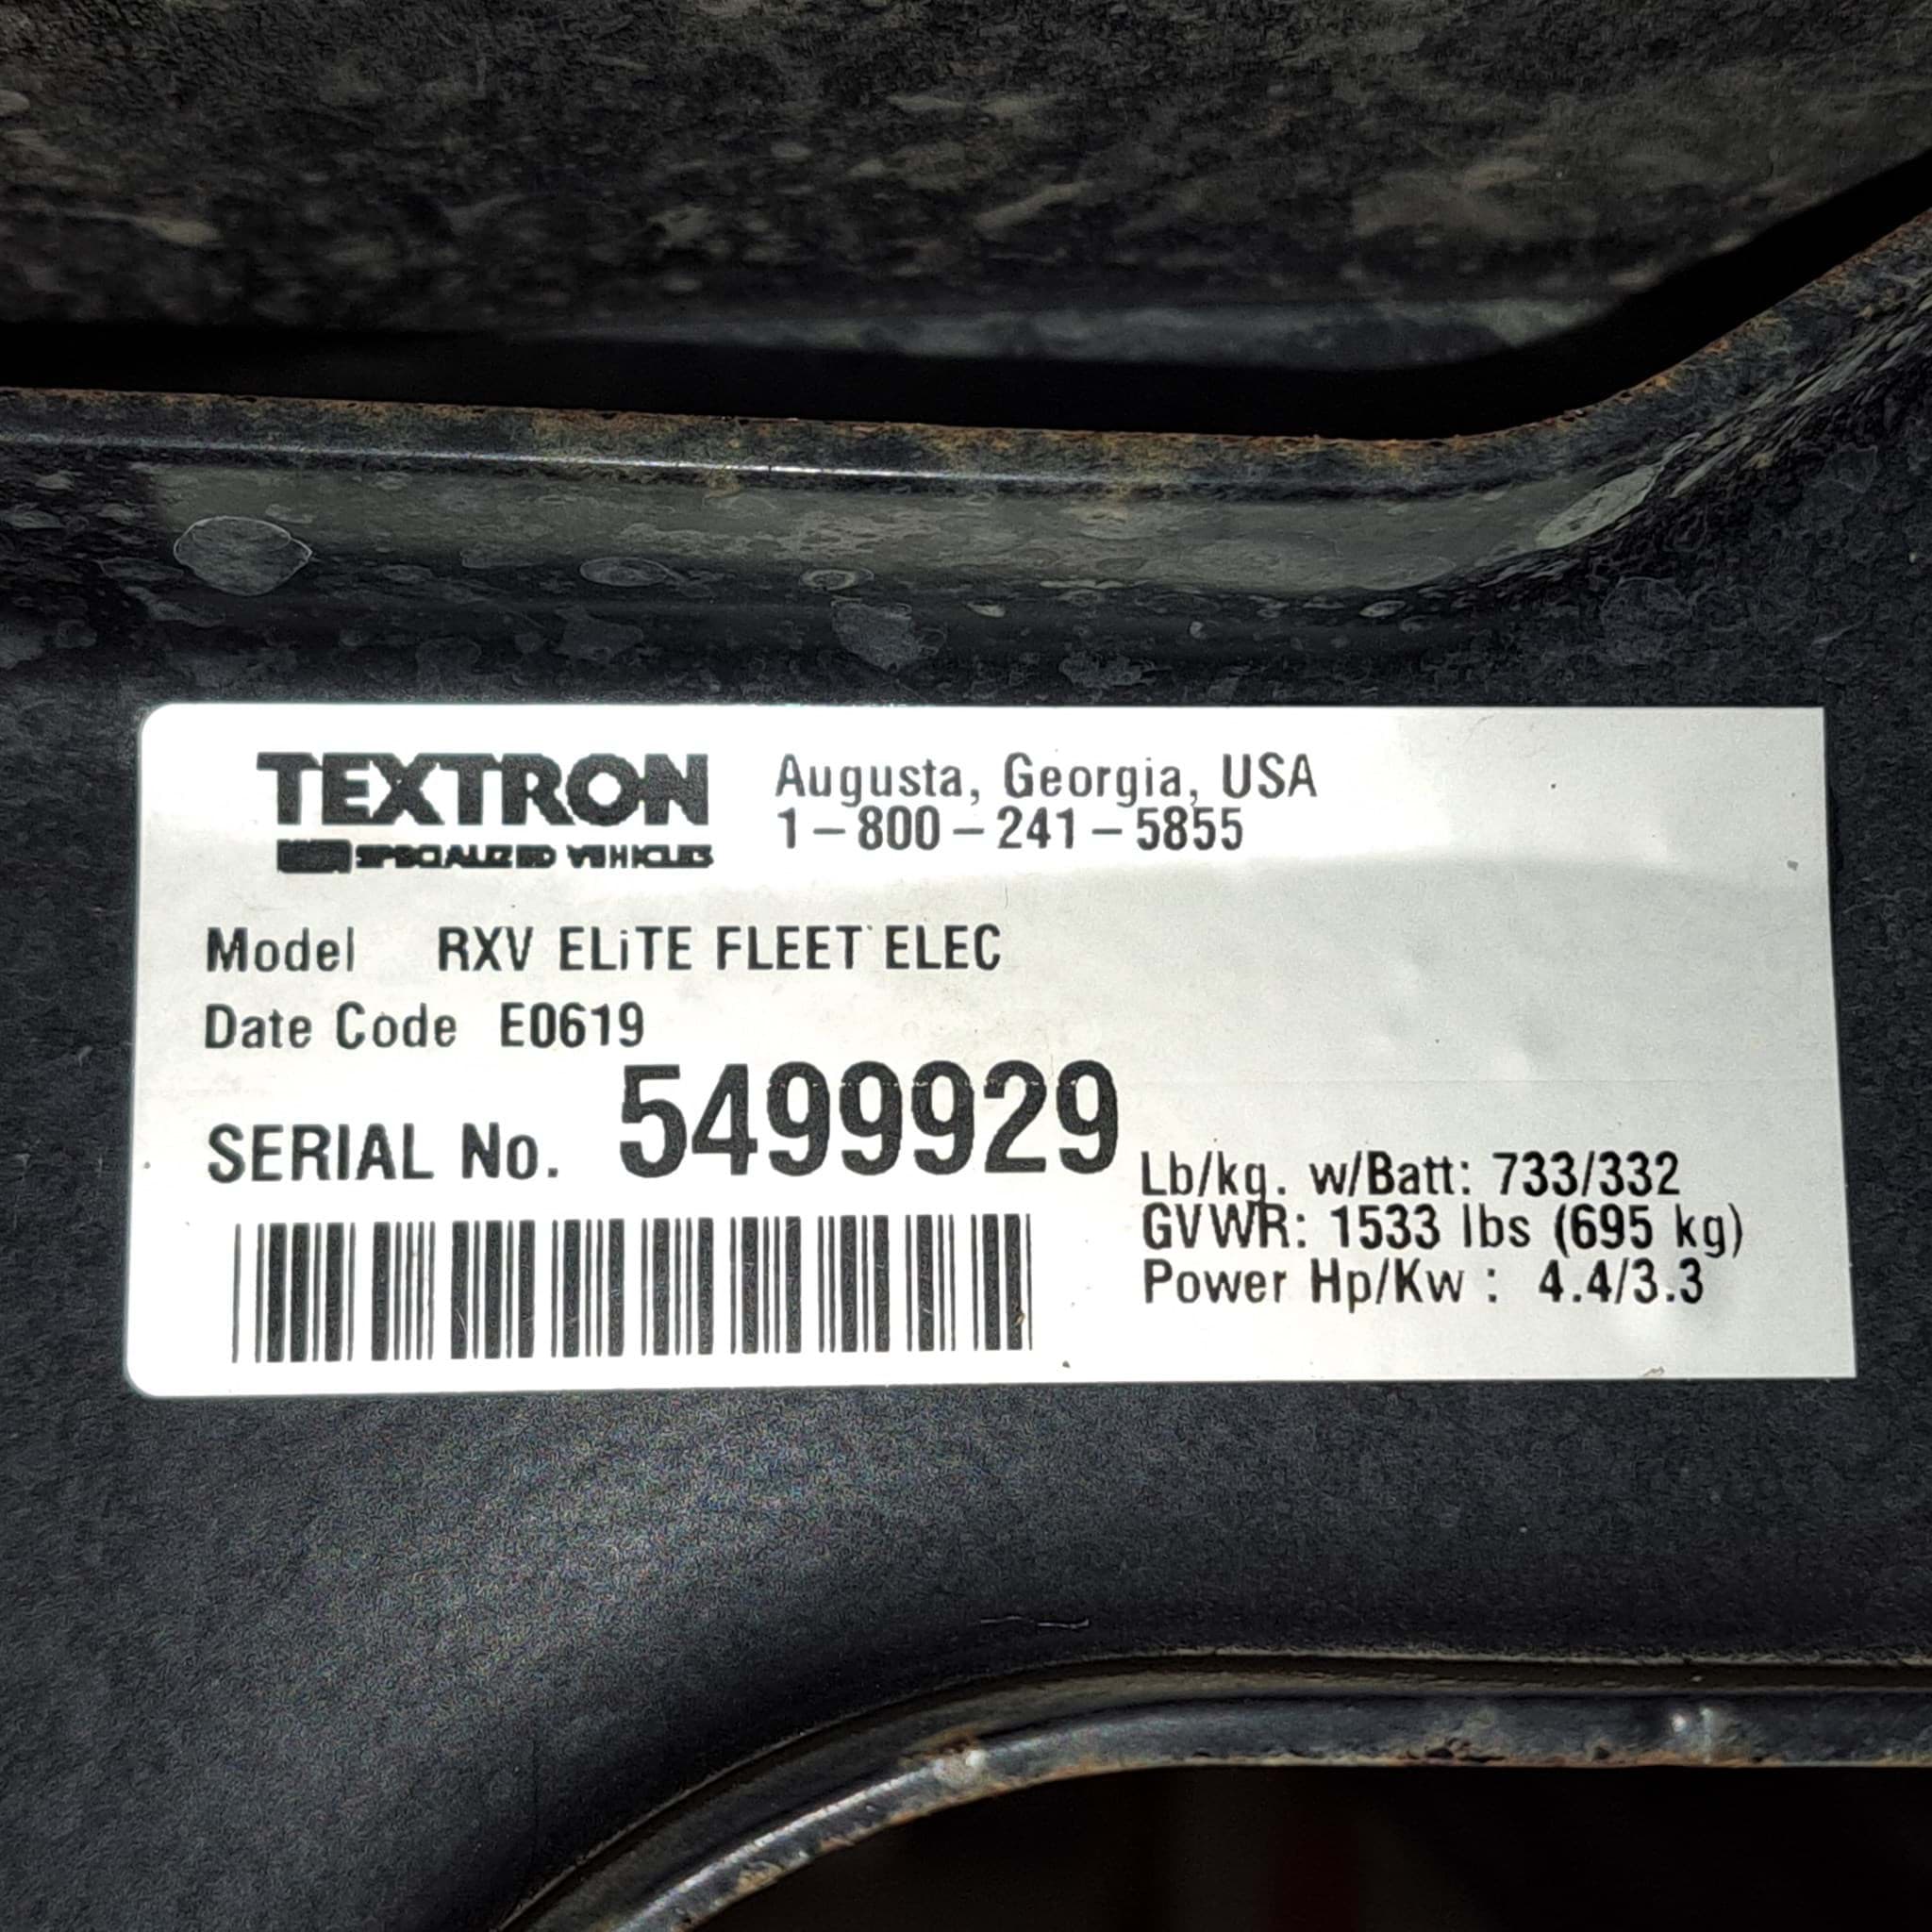 TEXTRON
SPECIALIZED VEHICLES
Augusta, Georgia, USA
1-800-241-5855
Model RXV ELiTE FLEET ELEC
Date Code E0619
SERIAL No. 5499929
Lb/kg. w/Batt: 733/332
GVWR: 1533 lbs (695 kg)
Power Hp/Kw : 4.4/3.3